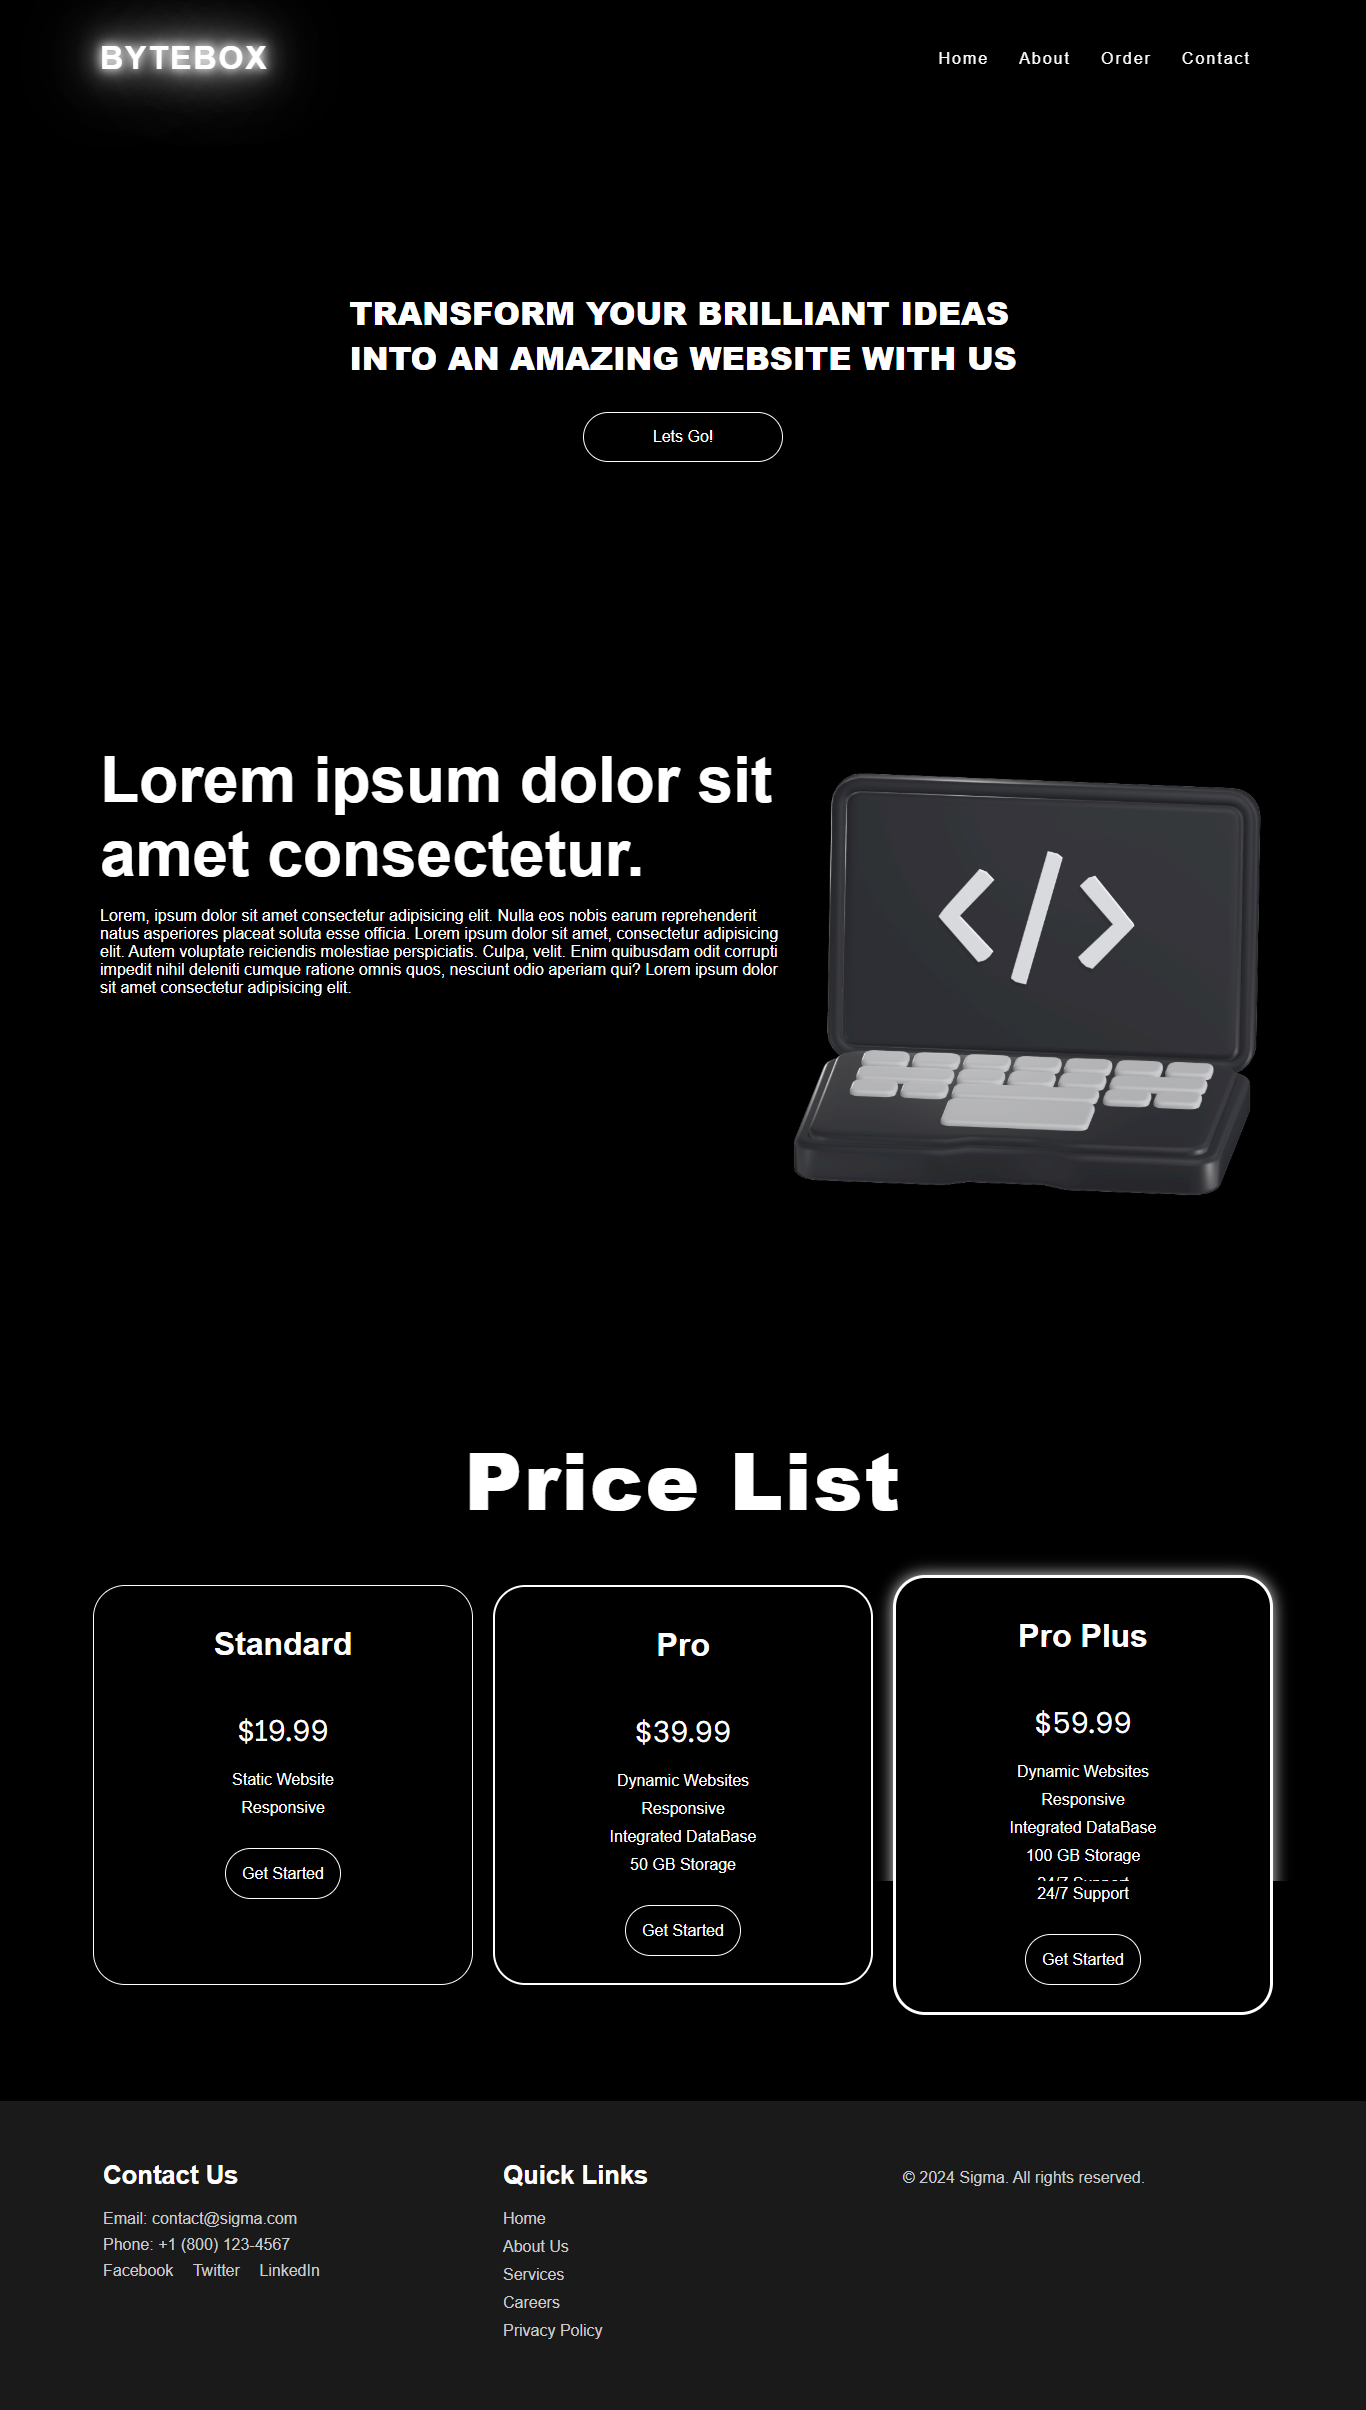 BYTEBOX
Home About Order Contact
TRANSFORM YOUR BRILLIANT IDEAS
INTO AN AMAZING WEBSITE WITH US
Lets Go!
Lorem ipsum dolor sit
amet consectetur.
Lorem, ipsum dolor sit amet consectetur adipisicing elit. Nulla eos nobis earum reprehenderit
natus asperiores placeat soluta esse officia. Lorem ipsum dolor sit amet, consectetur adipisicing
elit. Autem voluptate reiciendis molestiae perspiciatis. Culpa, velit. Enim quibusdam odit corrupti
impedit nihil deleniti cumque ratione omnis quos, nesciunt odio aperiam qui? Lorem ipsum dolor
sit amet consectetur adipisicing elit.
</>
Price List
Standard
$19.99
Static Website
Responsive
Get Started
Pro
$39.99
Dynamic Websites
Responsive
Integrated DataBase
50 GB Storage
Get Started
Pro Plus
$59.99
Dynamic Websites
Responsive
Integrated DataBase
100 GB Storage
24/7 Support
Get Started
Contact Us
Email: contact@sigma.com
Phone: +1 (800) 123-4567
Facebook Twitter LinkedIn
Quick Links
Home
About Us
Services
Careers
Privacy Policy
© 2024 Sigma. All rights reserved.